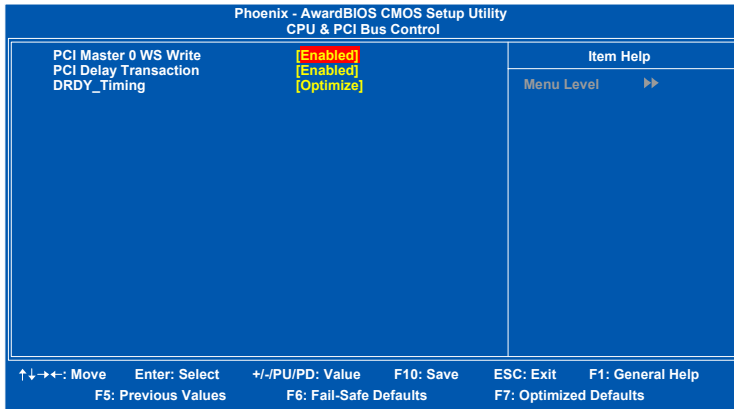 Phoenix - AwardBIOS CMOS Setup Utility
CPU & PCI Bus Control
PCI Master 0 WS Write [Enabled]
PCI Delay Transaction [Enabled]
DRDY_Timing [Optimize]
Item Help
Menu Level ▶▶
↑↓→←: Move Enter: Select +/-/PU/PD: Value F10: Save ESC: Exit F1: General Help
F5: Previous Values F6: Fail-Safe Defaults F7: Optimized Defaults